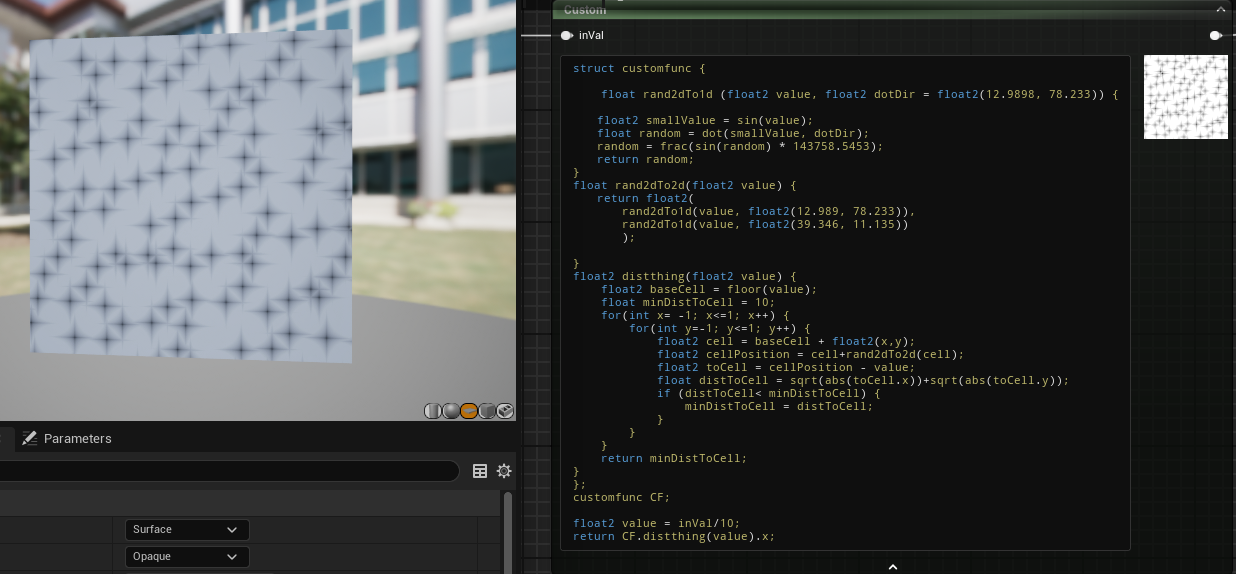 Custom
inVal
struct customfunc {
float rand2dTo1d (float2 value, float2 dotDir = float2(12.9898, 78.233)) {
float2 smallValue = sin(value);
float random = dot(smallValue, dotDir);
random = frac(sin(random) * 143758.5453);
return random;
}
float rand2dTo2d(float2 value) {
return float2(
rand2dTo1d(value, float2(12.989, 78.233)),
rand2dTo1d(value, float2(39.346, 11.135))
);
}
float2 distthing(float2 value) {
float2 baseCell = floor(value);
float minDistToCell = 10;
for(int x= -1; x<=1; x++) {
for(int y=-1; y<=1; y++) {
float2 cell = baseCell + float2(x,y);
float2 cellPosition = cell+rand2dTo2d(cell);
float2 toCell = cellPosition - value;
float distToCell = sqrt(abs(toCell.x))+sqrt(abs(toCell.y));
if (distToCell< minDistToCell) {
minDistToCell = distToCell;
}
}
}
return minDistToCell;
}
};
customfunc CF;
float2 value = inVal/10;
return CF.distthing(value).x;
Parameters
Surface
Opaque